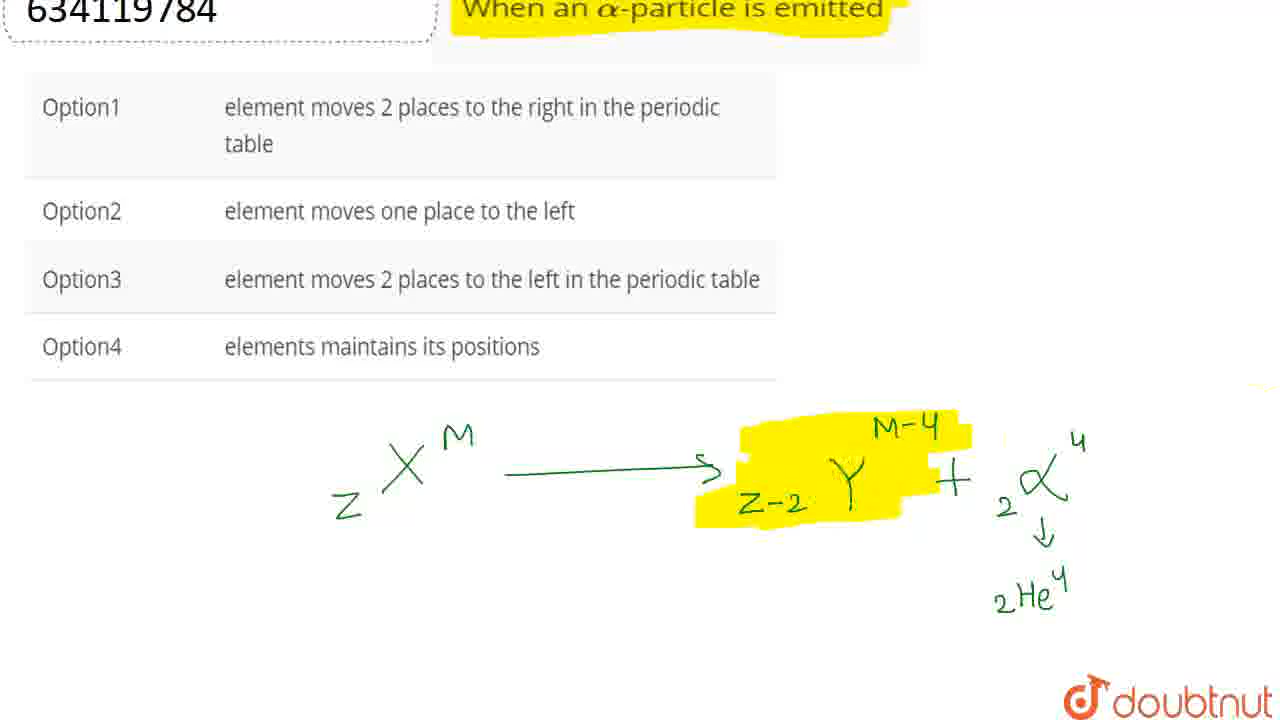 634119784
When an α-particle is emitted
Option1 element moves 2 places to the right in the periodic
table
Option2 element moves one place to the left
Option3 element moves 2 places to the left in the periodic table
Option4 elements maintains its positions
Z X M → Z-2 Y M-4 + 2 α 4
↓
2 He 4
doubtnut